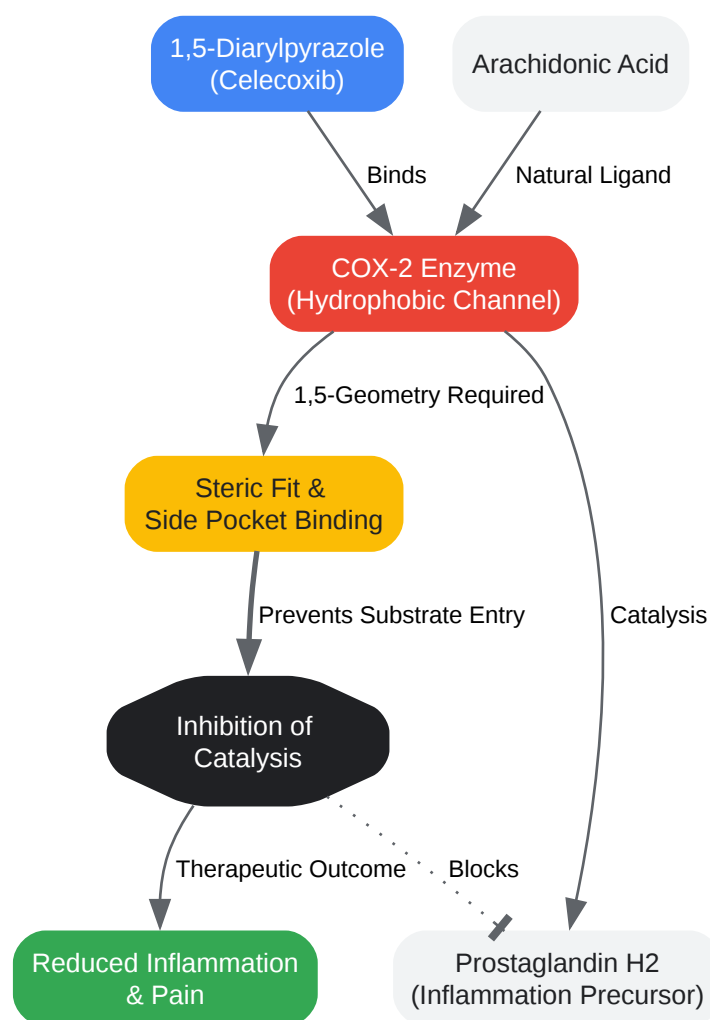 1,5-Diarylpyrazole
(Celecoxib)
Arachidonic Acid
Binds
Natural Ligand
COX-2 Enzyme
(Hydrophobic Channel)
1,5-Geometry Required
Steric Fit &
Side Pocket Binding
Prevents Substrate Entry
Catalysis
Inhibition of
Catalysis
Therapeutic Outcome
Blocks
Reduced Inflammation
& Pain
Prostaglandin H2
(Inflammation Precursor)